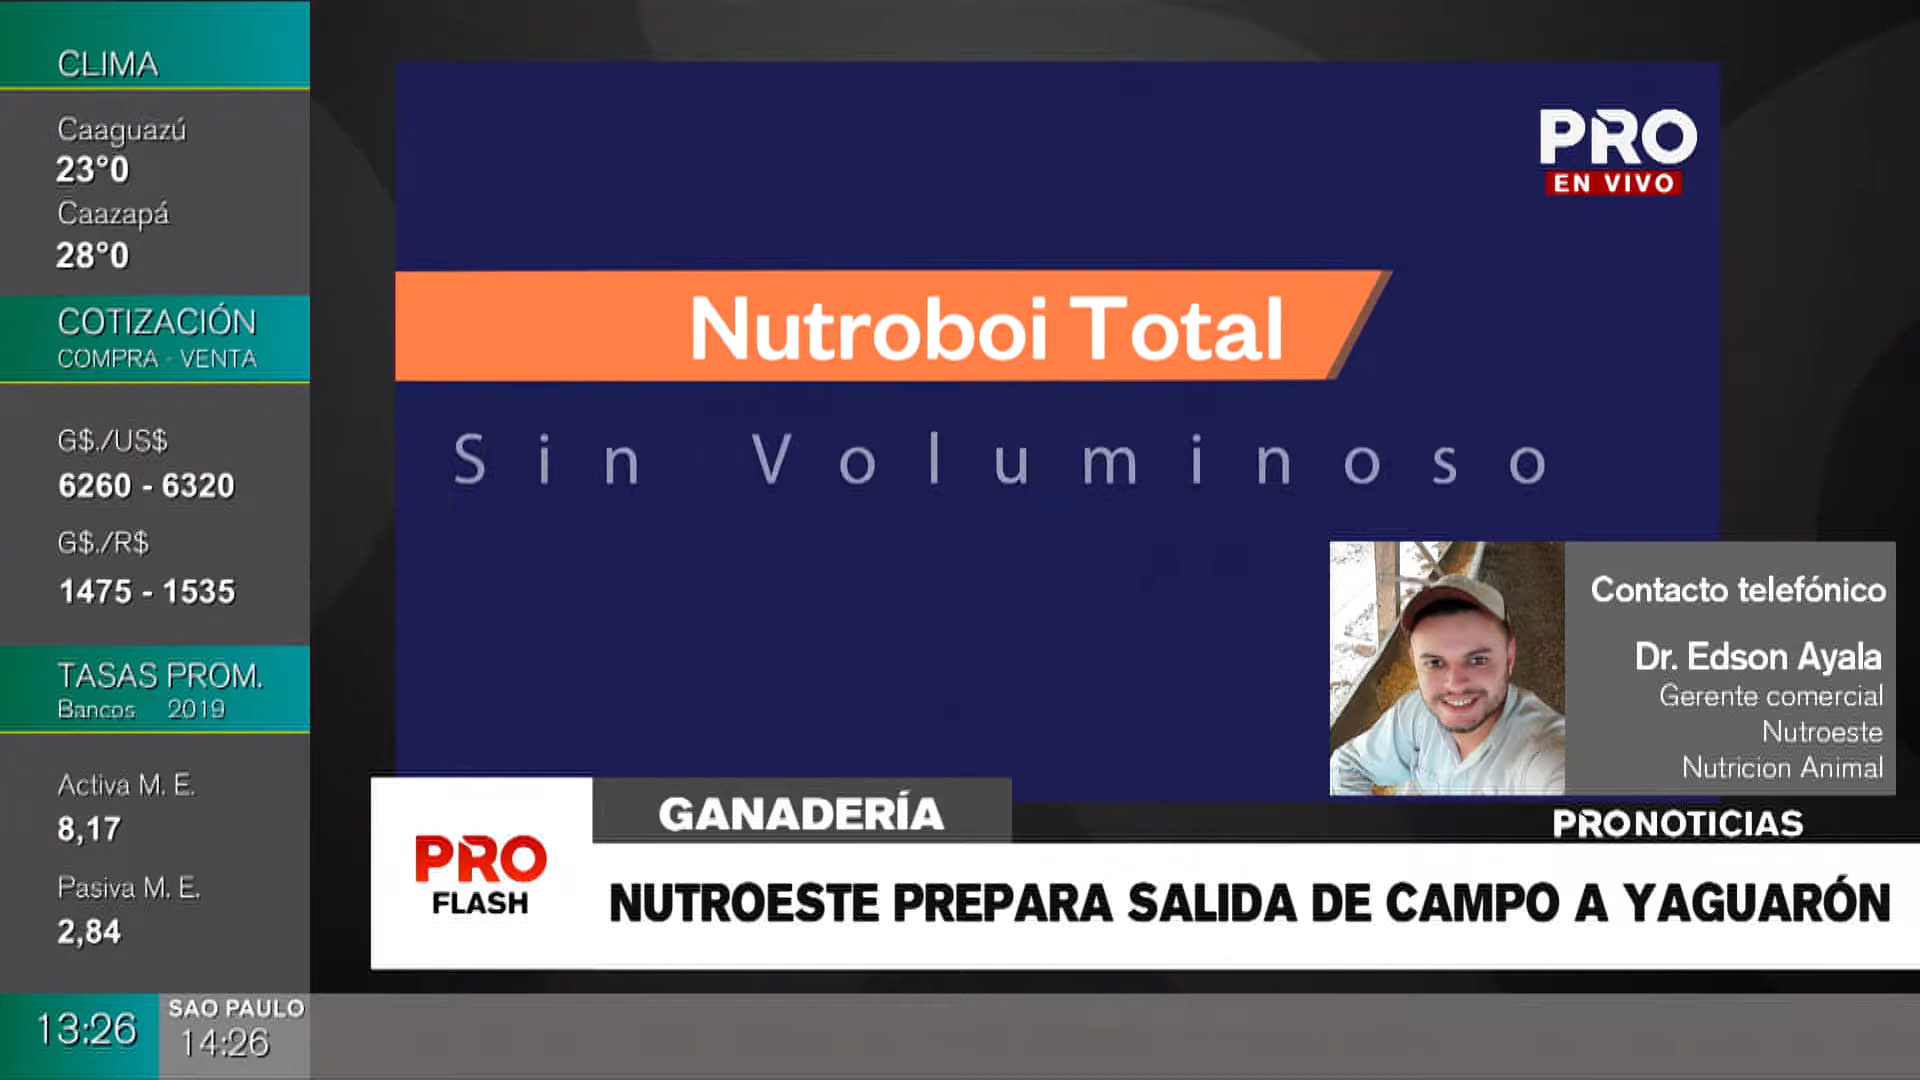 CLIMA
Caaguazú
23°0
Caazapá
28°0
COTIZACIÓN
COMPRA - VENTA
G$./US$
6260 - 6320
G$./R$
1475 - 1535
TASAS PROM.
Bancos 2019
Activa M. E.
8,17
Pasiva M. E.
2,84
13:26
SAO PAULO
14:26
PRO
EN VIVO
Nutroboi Total
Sin Voluminoso
Contacto telefónico
Dr. Edson Ayala
Gerente comercial
Nutroeste
Nutricion Animal
PRONOTICIAS
GANADERÍA
PRO
FLASH
NUTROESTE PREPARA SALIDA DE CAMPO A YAGUARÓN